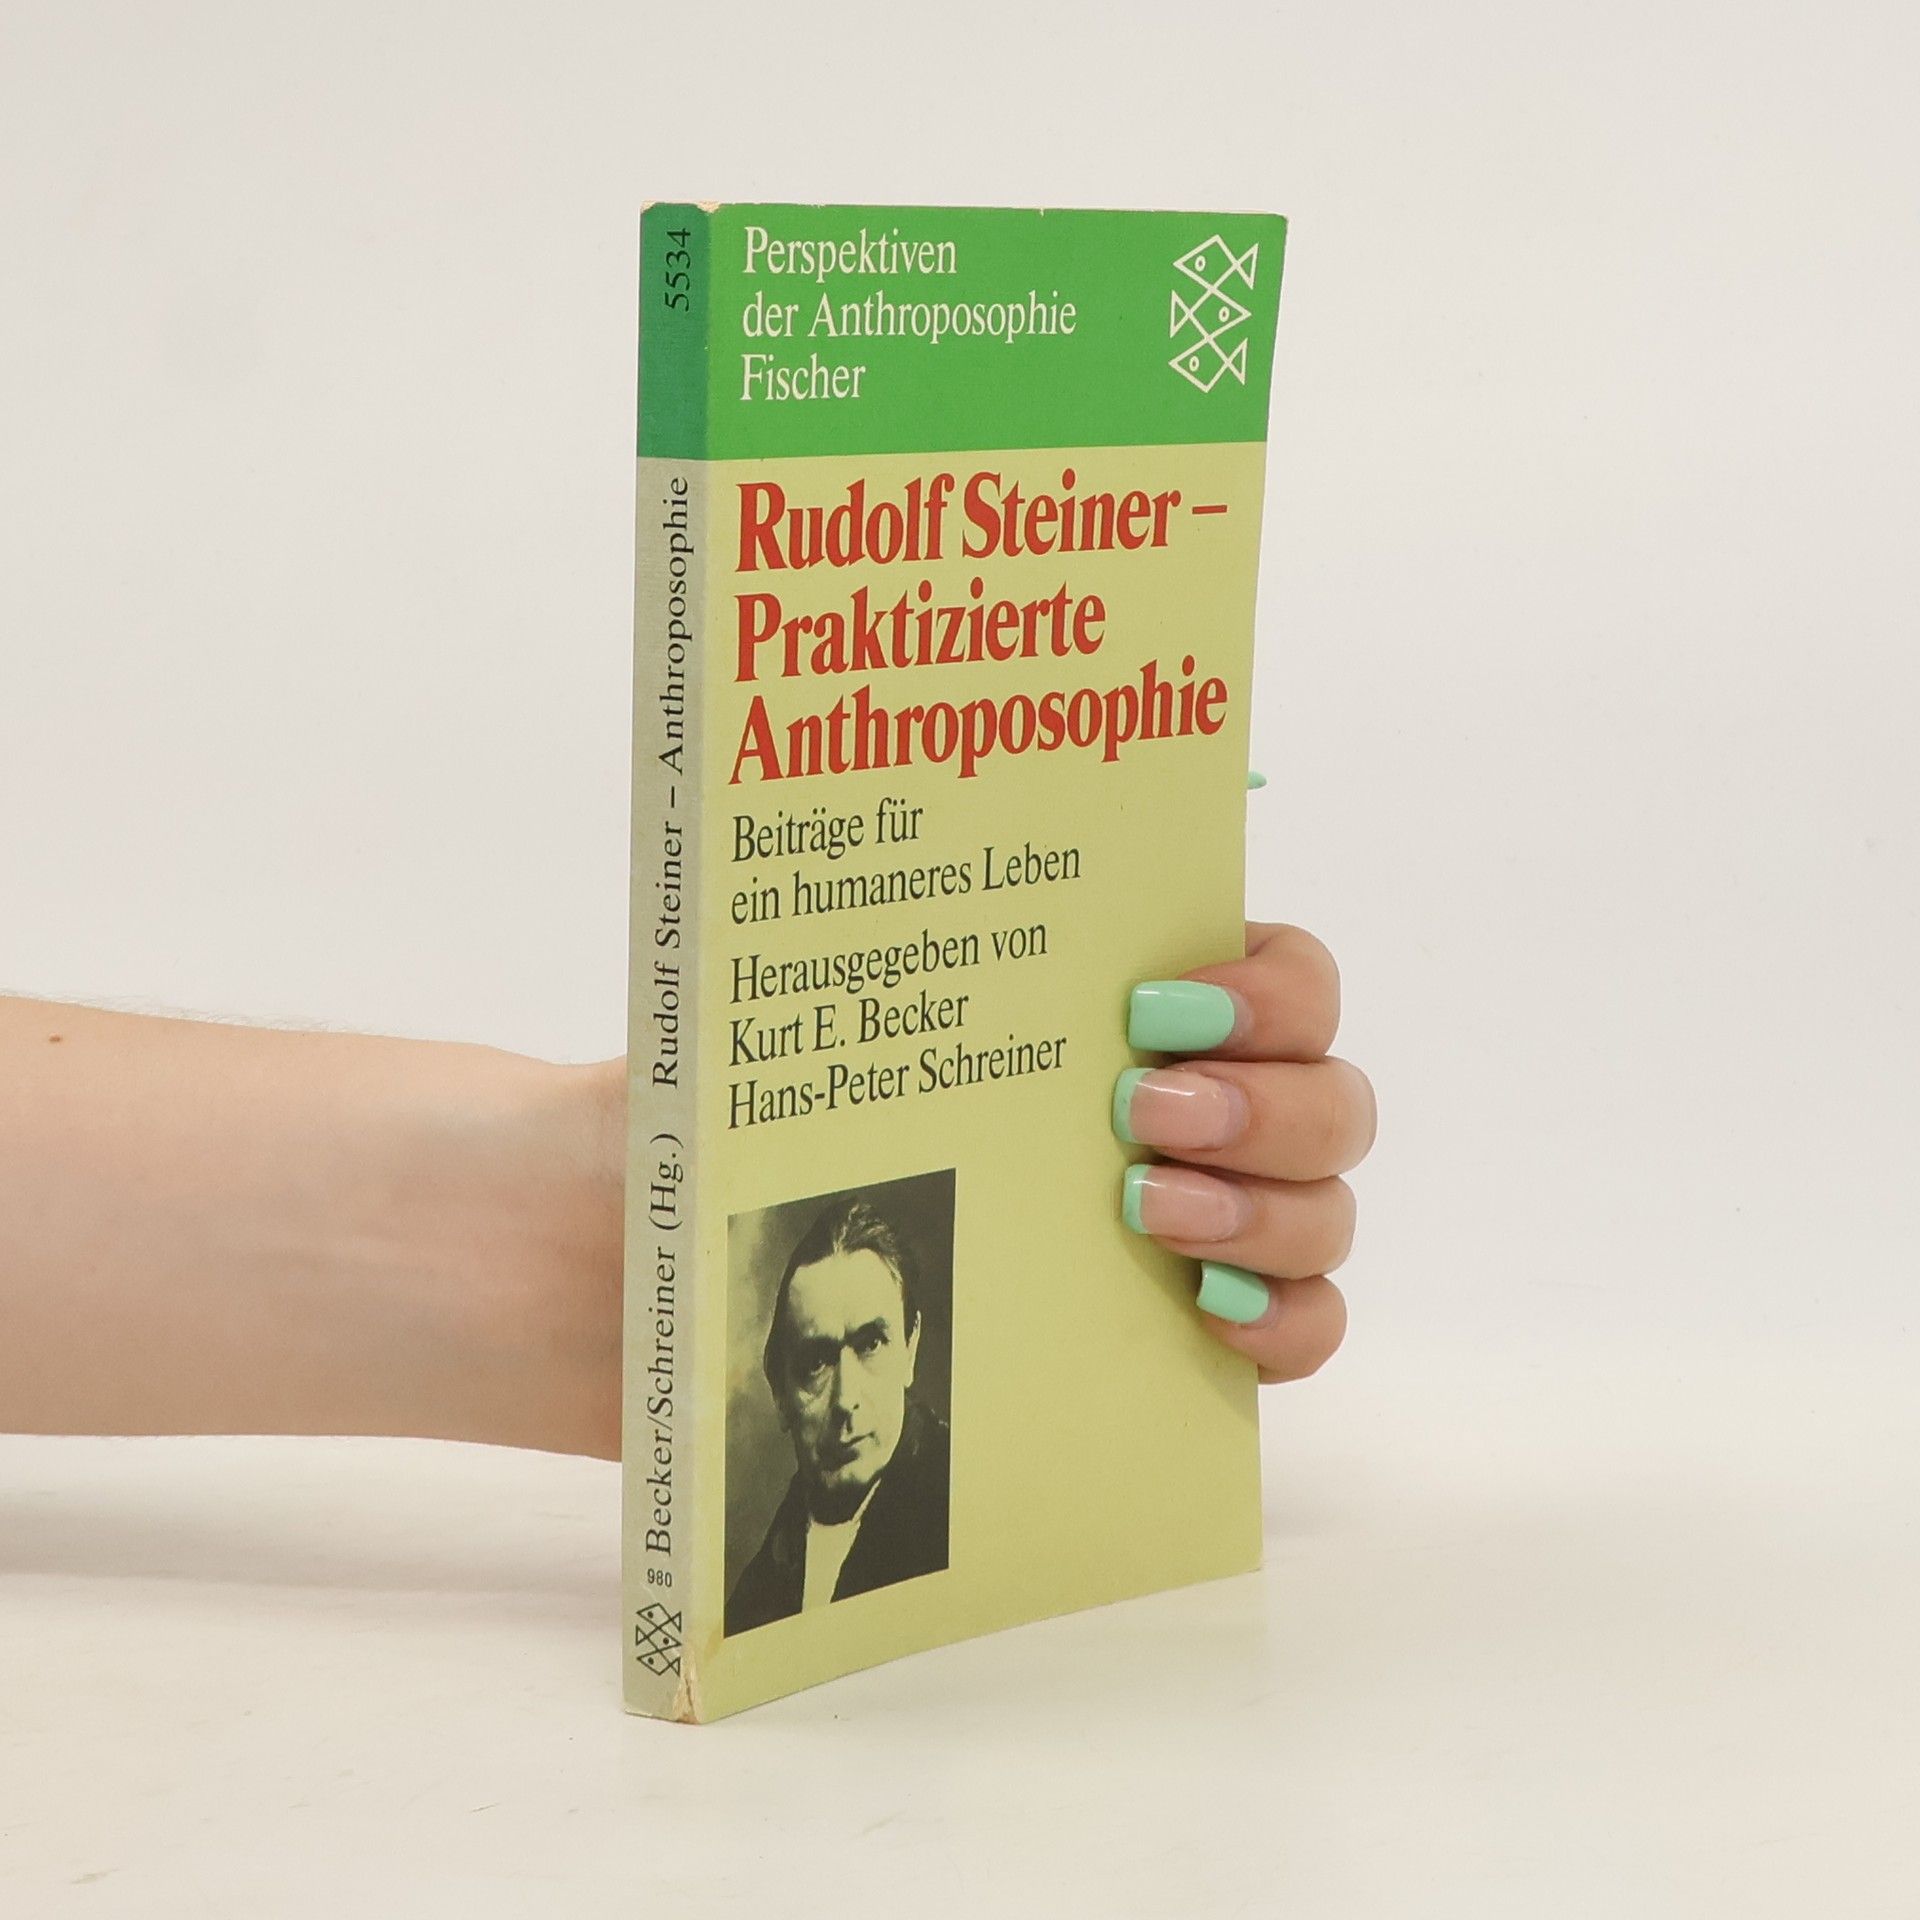 5534
Rudolf Steiner – Anthroposophie
Becker/Schreiner (Hg.)
980
Perspektiven
der Anthroposophie
Fischer
Rudolf Steiner –
Praktizierte
Anthroposophie
Beiträge für
ein humaneres Leben
Herausgegeben von
Kurt E. Becker
Hans-Peter Schreiner